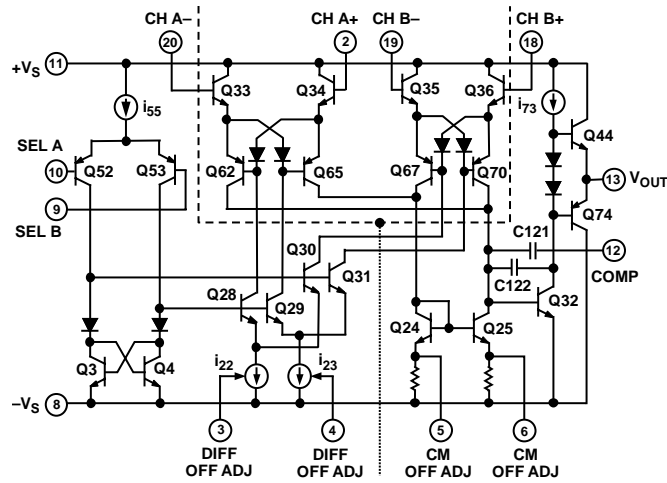 CH A– CH A+ CH B– CH B+
20 2 19 18
+VS 11
Q33 Q34 Q35 Q36
i55 i73
Q44
SEL A
10 Q52 Q53 Q62 Q65 Q67 Q70
13 VOUT
9
SEL B
Q74
C121
12
COMP
Q30
Q31
C122
Q28 Q29
Q32
Q24 Q25
Q3 Q4
i22 i23
–VS 8
3 4 5 6
DIFF OFF ADJ
DIFF OFF ADJ
CM OFF ADJ
CM OFF ADJ